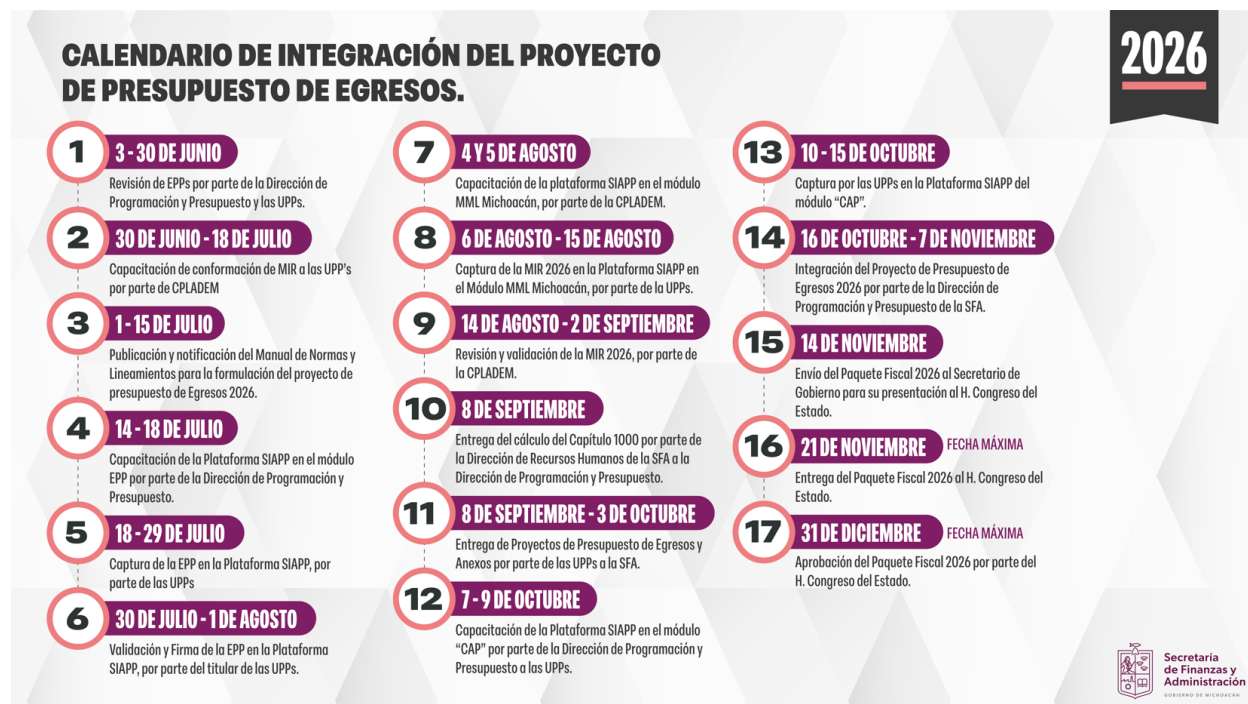 CALENDARIO DE INTEGRACIÓN DEL PROYECTO
DE PRESUPUESTO DE EGRESOS.
2026
1
3 - 30 DE JUNIO
Revisión de EPPs por parte de la Dirección de
Programación y Presupuesto y las UPPs.
2
30 DE JUNIO - 18 DE JULIO
Capacitación de conformación de MIR a las UPP's
por parte de CPLADEM
3
1 - 15 DE JULIO
Publicación y notificación del Manual de Normas y
Lineamientos para la formulación del proyecto de
presupuesto de Egresos 2026.
4
14 - 18 DE JULIO
Capacitación de la Plataforma SIAPP en el módulo
EPP por parte de la Dirección de Programación y
Presupuesto.
5
18 - 29 DE JULIO
Captura de la EPP en la Plataforma SIAPP, por
parte de las UPPs
6
30 DE JULIO - 1 DE AGOSTO
Validación y Firma de la EPP en la Plataforma
SIAPP, por parte del titular de las UPPs.
7
4 Y 5 DE AGOSTO
Capacitación de la plataforma SIAPP en el módulo
MML Michoacán, por parte de la CPLADEM.
8
6 DE AGOSTO - 15 DE AGOSTO
Captura de la MIR 2026 en la Plataforma SIAPP en
el Módulo MML Michoacán, por parte de la UPPs.
9
14 DE AGOSTO - 2 DE SEPTIEMBRE
Revisión y validación de la MIR 2026, por parte de
la CPLADEM.
10
8 DE SEPTIEMBRE
Entrega del cálculo del Capítulo 1000 por parte de
la Dirección de Recursos Humanos de la SFA a la
Dirección de Programación y Presupuesto.
11
8 DE SEPTIEMBRE - 3 DE OCTUBRE
Entrega de Proyectos de Presupuesto de Egresos y
Anexos por parte de las UPPs a la SFA.
12
7 - 9 DE OCTUBRE
Capacitación de la Plataforma SIAPP en el módulo
“CAP” por parte de la Dirección de Programación y
Presupuesto a las UPPs.
13
10 - 15 DE OCTUBRE
Captura por las UPPs en la Plataforma SIAPP del
módulo “CAP”.
14
16 DE OCTUBRE - 7 DE NOVIEMBRE
Integración del Proyecto de Presupuesto de
Egresos 2026 por parte de la Dirección de
Programación y Presupuesto de la SFA.
15
14 DE NOVIEMBRE
Envío del Paquete Fiscal 2026 al Secretario de
Gobierno para su presentación al H. Congreso del
Estado.
16
21 DE NOVIEMBRE FECHA MÁXIMA
Entrega del Paquete Fiscal 2026 al H. Congreso del
Estado.
17
31 DE DICIEMBRE FECHA MÁXIMA
Aprobación del Paquete Fiscal 2026 por parte del
H. Congreso del Estado.
Secretaría
de Finanzas y
Administración
GOBIERNO DE MICHOACÁN